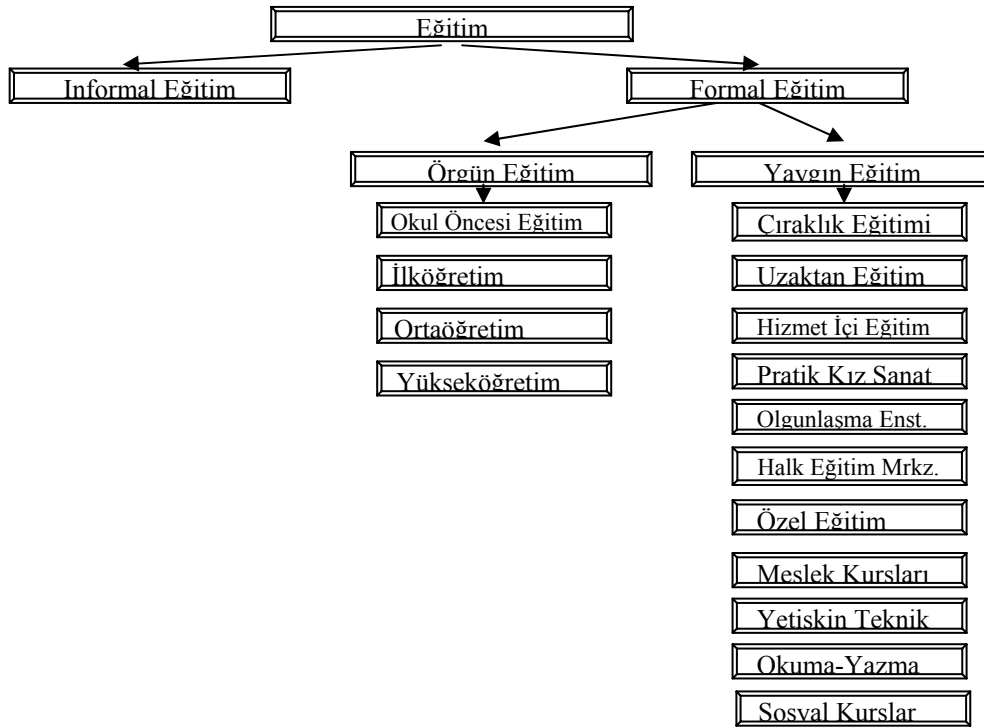 Eğitim
Informal Eğitim
Formal Eğitim
Örgün Eğitim
Yaygın Eğitim
Okul Öncesi Eğitim
İlköğretim
Ortaöğretim
Yükseköğretim
Çıraklık Eğitimi
Uzaktan Eğitim
Hizmet İçi Eğitim
Pratik Kız Sanat
Olgunlaşma Enst.
Halk Eğitim Mrkz.
Özel Eğitim
Meslek Kursları
Yetişkin Teknik
Okuma-Yazma
Sosyal Kurslar